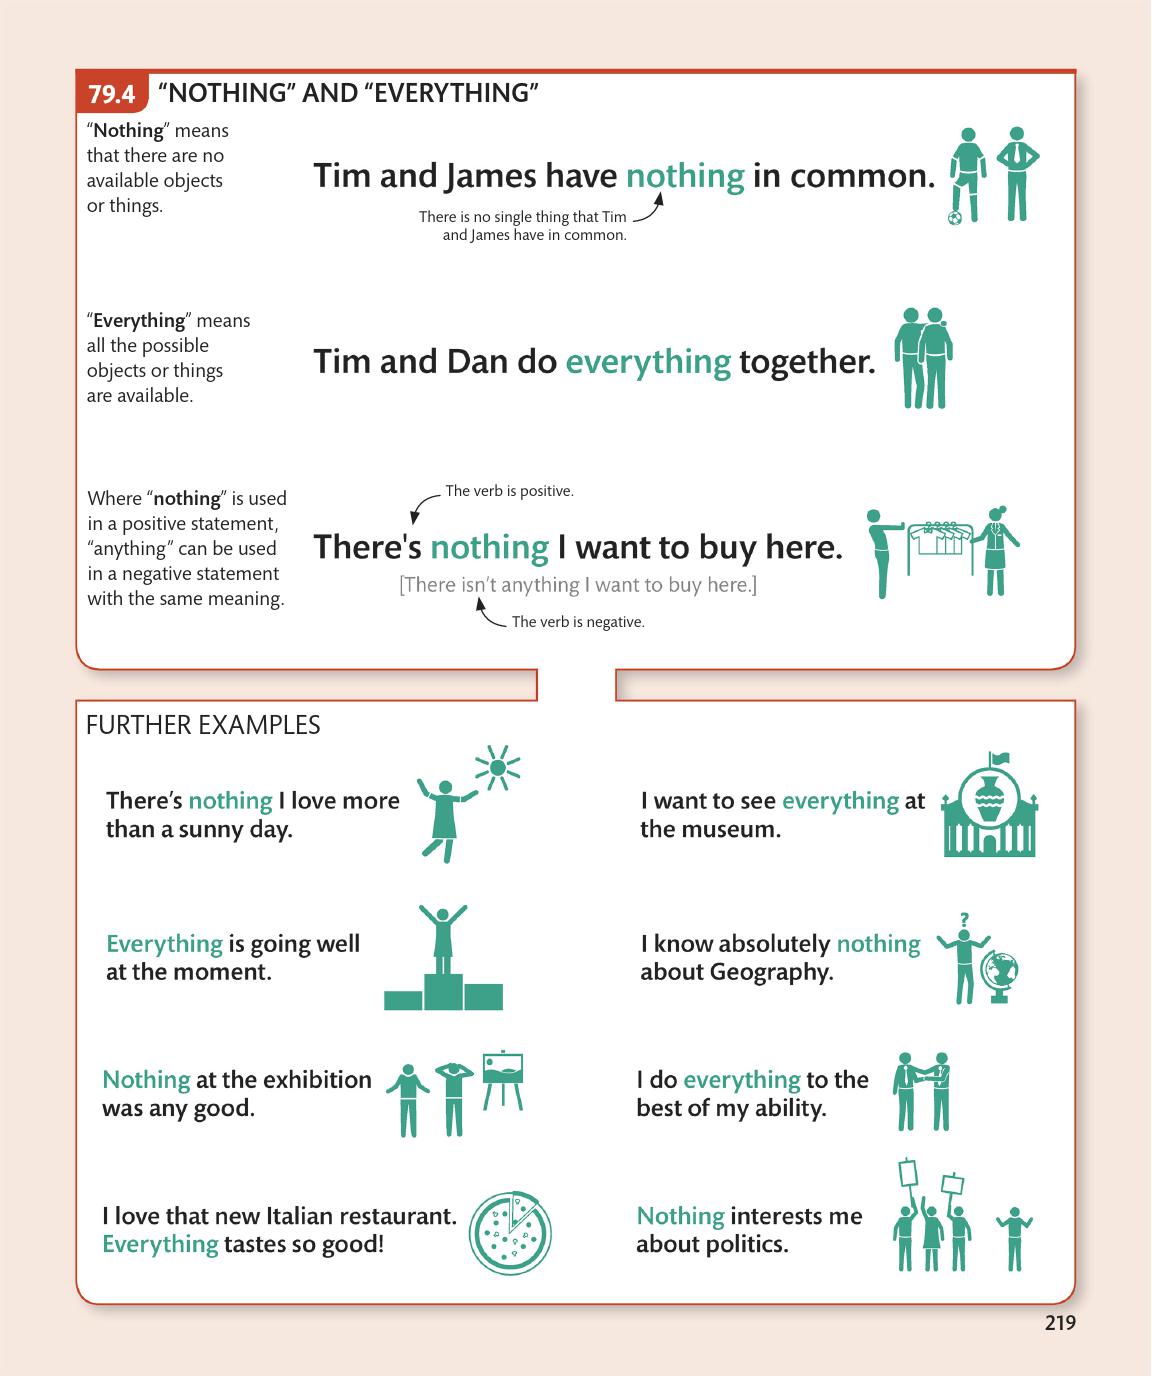 79.4 “NOTHING” AND “EVERYTHING”
“Nothing” means
that there are no
available objects
or things.
Tim and James have nothing in common.
There is no single thing that Tim
and James have in common.
“Everything” means
all the possible
objects or things
are available.
Tim and Dan do everything together.
Where “nothing” is used
in a positive statement,
“anything” can be used
in a negative statement
with the same meaning.
The verb is positive.
There's nothing I want to buy here.
[There isn’t anything I want to buy here.]
The verb is negative.
FURTHER EXAMPLES
There’s nothing I love more
than a sunny day.
I want to see everything at
the museum.
Everything is going well
at the moment.
?
I know absolutely nothing
about Geography.
Nothing at the exhibition
was any good.
I do everything to the
best of my ability.
I love that new Italian restaurant.
Everything tastes so good!
Nothing interests me
about politics.
219